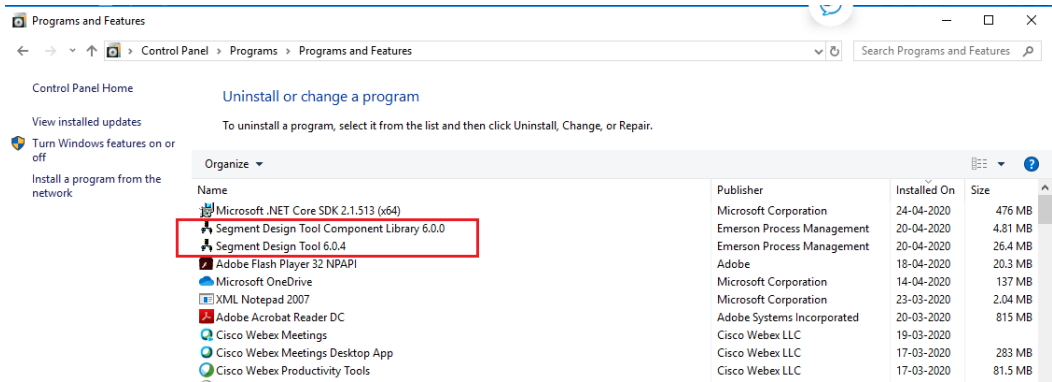 Programs and Features
Control Panel > Programs > Programs and Features
Search Programs and Features
Control Panel Home
View installed updates
Turn Windows features on or
off
Install a program from the
network
Uninstall or change a program
To uninstall a program, select it from the list and then click Uninstall, Change, or Repair.
Organize
Name Publisher Installed On Size
Microsoft .NET Core SDK 2.1.513 (x64) Microsoft Corporation 24-04-2020 476 MB
Segment Design Tool Component Library 6.0.0 Emerson Process Management 20-04-2020 4.81 MB
Segment Design Tool 6.0.4 Emerson Process Management 20-04-2020 26.4 MB
Adobe Flash Player 32 NPAPI Adobe 18-04-2020 20.3 MB
Microsoft OneDrive Microsoft Corporation 14-04-2020 137 MB
XML Notepad 2007 Microsoft Corporation 23-03-2020 2.04 MB
Adobe Acrobat Reader DC Adobe Systems Incorporated 20-03-2020 815 MB
Cisco Webex Meetings Cisco Webex LLC 19-03-2020
Cisco Webex Meetings Desktop App Cisco Webex LLC 17-03-2020 283 MB
Cisco Webex Productivity Tools Cisco Webex LLC 17-03-2020 81.5 MB